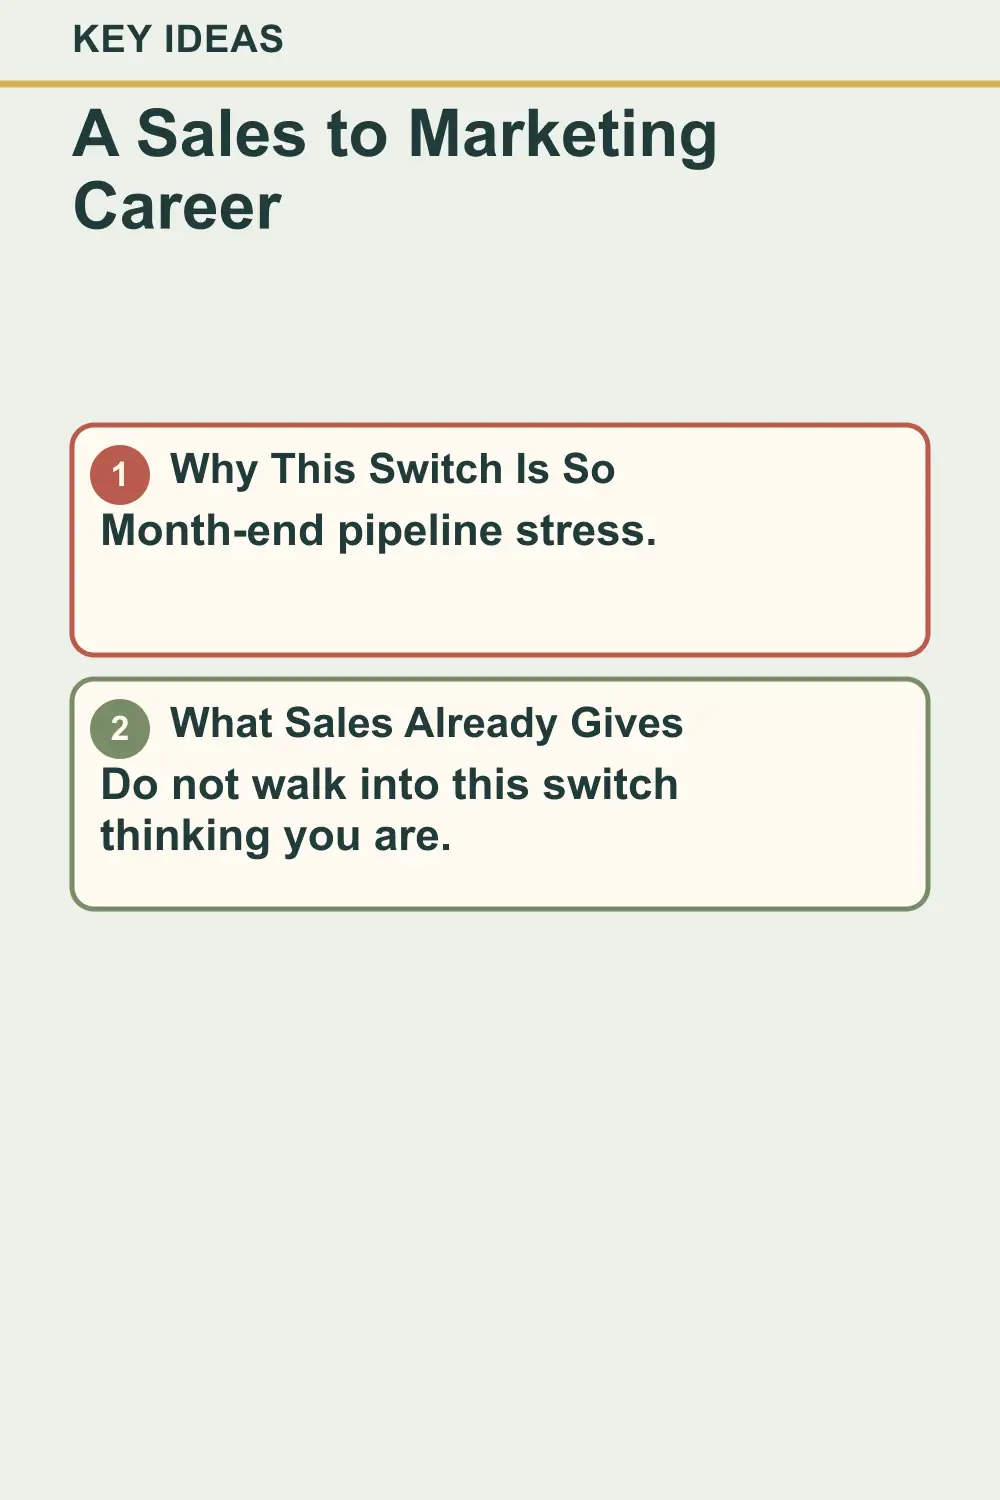 KEY IDEAS
A Sales to Marketing
Career
1 Why This Switch Is So
Month-end pipeline stress.
2 What Sales Already Gives
Do not walk into this switch
thinking you are.